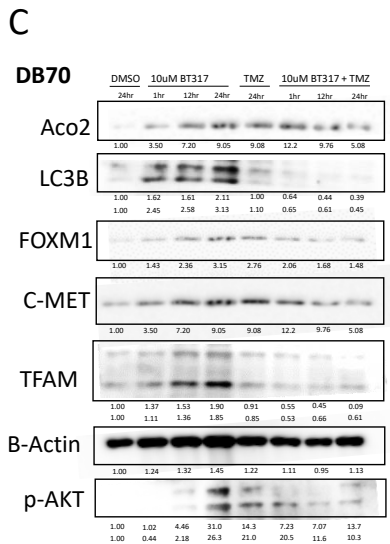 C
DB70
DMSO 10uM BT317 TMZ 10uM BT317 + TMZ
24hr 1hr 12hr 24hr 24hr 1hr 12hr 24hr
Aco2
1.00 3.50 7.20 9.05 9.08 12.2 9.76 5.08
LC3B
1.00 1.62 1.61 2.11 1.00 0.64 0.44 0.39
1.00 2.45 2.58 3.13 1.10 0.65 0.61 0.45
FOXM1
1.00 1.43 2.36 3.15 2.76 2.06 1.68 1.48
C-MET
1.00 3.50 7.20 9.05 9.08 12.2 9.76 5.08
TFAM
1.00 1.37 1.53 1.90 0.91 0.55 0.45 0.09
1.00 1.11 1.36 1.85 0.85 0.53 0.66 0.61
B-Actin
1.00 1.24 1.32 1.45 1.22 1.11 0.95 1.13
p-AKT
1.00 1.02 4.46 31.0 14.3 7.23 7.07 13.7
1.00 0.44 2.18 26.3 21.0 20.5 11.6 10.3